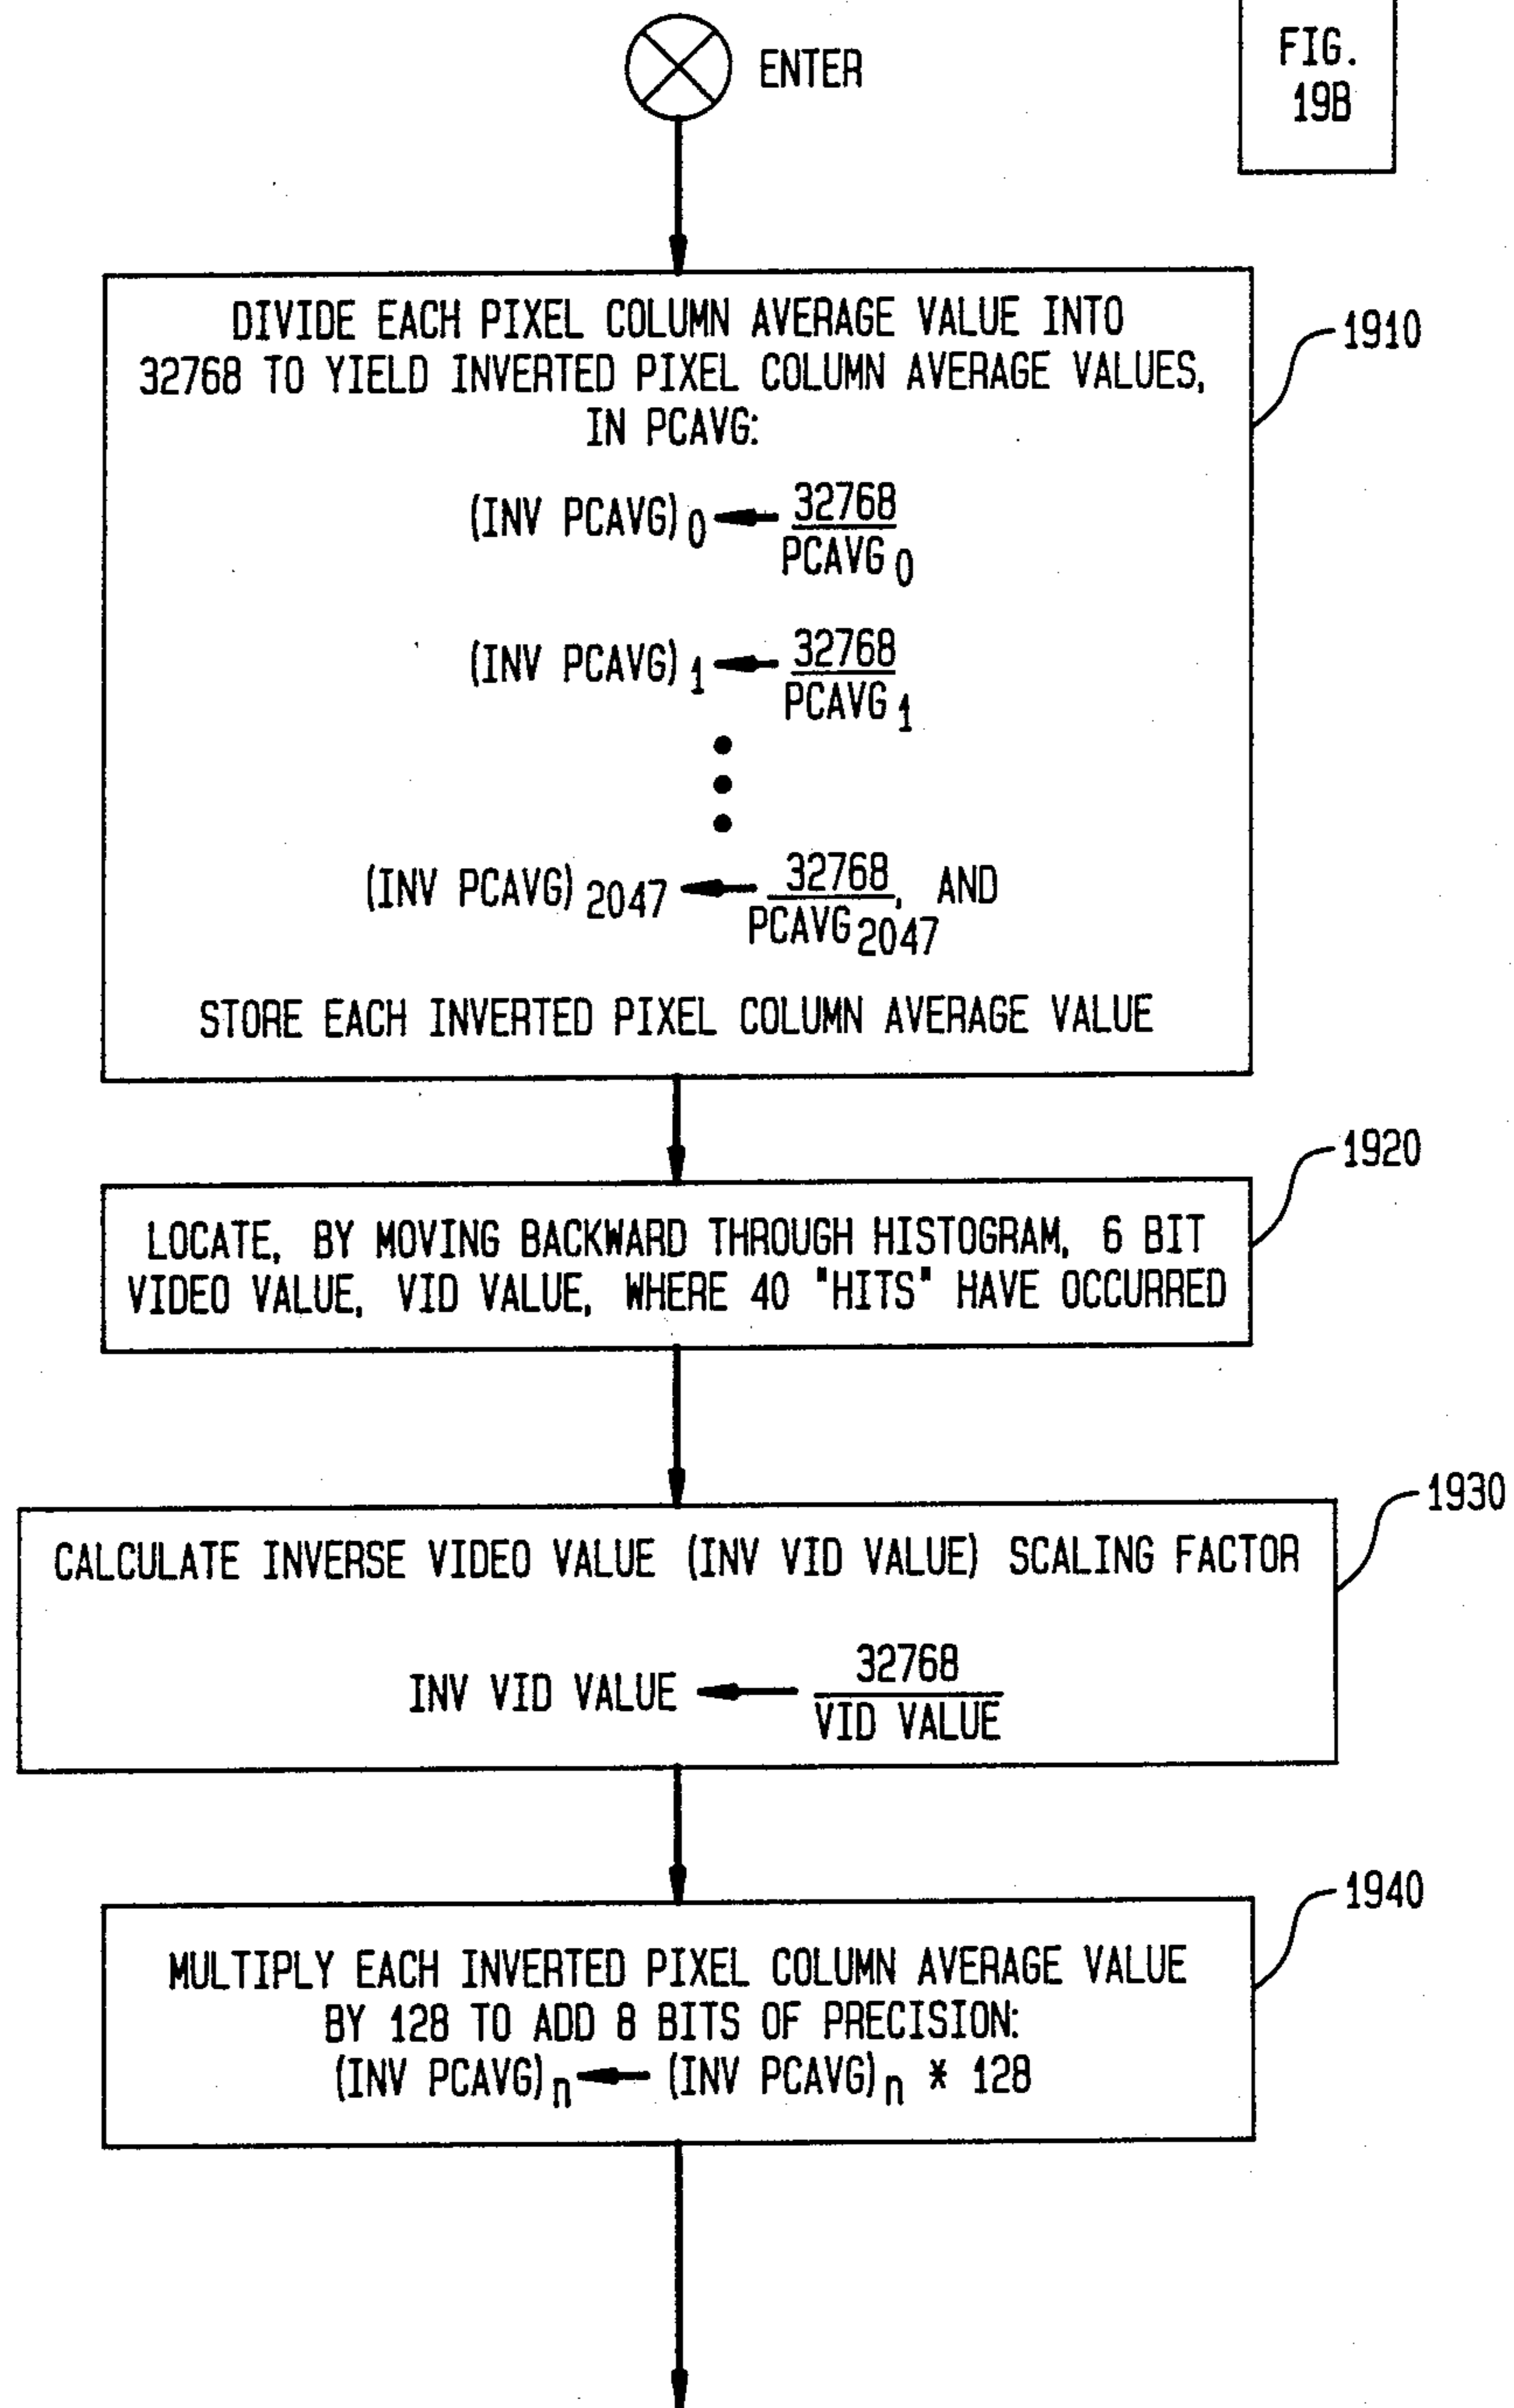 ENTER
FIG.
19B
DIVIDE EACH PIXEL COLUMN AVERAGE VALUE INTO
32768 TO YIELD INVERTED PIXEL COLUMN AVERAGE VALUES,
IN PCAVG:
1910
(INV PCAVG)₀ ← 32768
PCAVG₀
(INV PCAVG)₁ ← 32768
PCAVG₁
(INV PCAVG)₂₀₄₇ ← 32768, AND
PCAVG₂₀₄₇
STORE EACH INVERTED PIXEL COLUMN AVERAGE VALUE
1920
LOCATE, BY MOVING BACKWARD THROUGH HISTOGRAM, 6 BIT
VIDEO VALUE, VID VALUE, WHERE 40 "HITS" HAVE OCCURRED
1930
CALCULATE INVERSE VIDEO VALUE (INV VID VALUE) SCALING FACTOR
INV VID VALUE ← 32768
VID VALUE
1940
MULTIPLY EACH INVERTED PIXEL COLUMN AVERAGE VALUE
BY 128 TO ADD 8 BITS OF PRECISION:
(INV PCAVG)ₙ ← (INV PCAVG)ₙ * 128